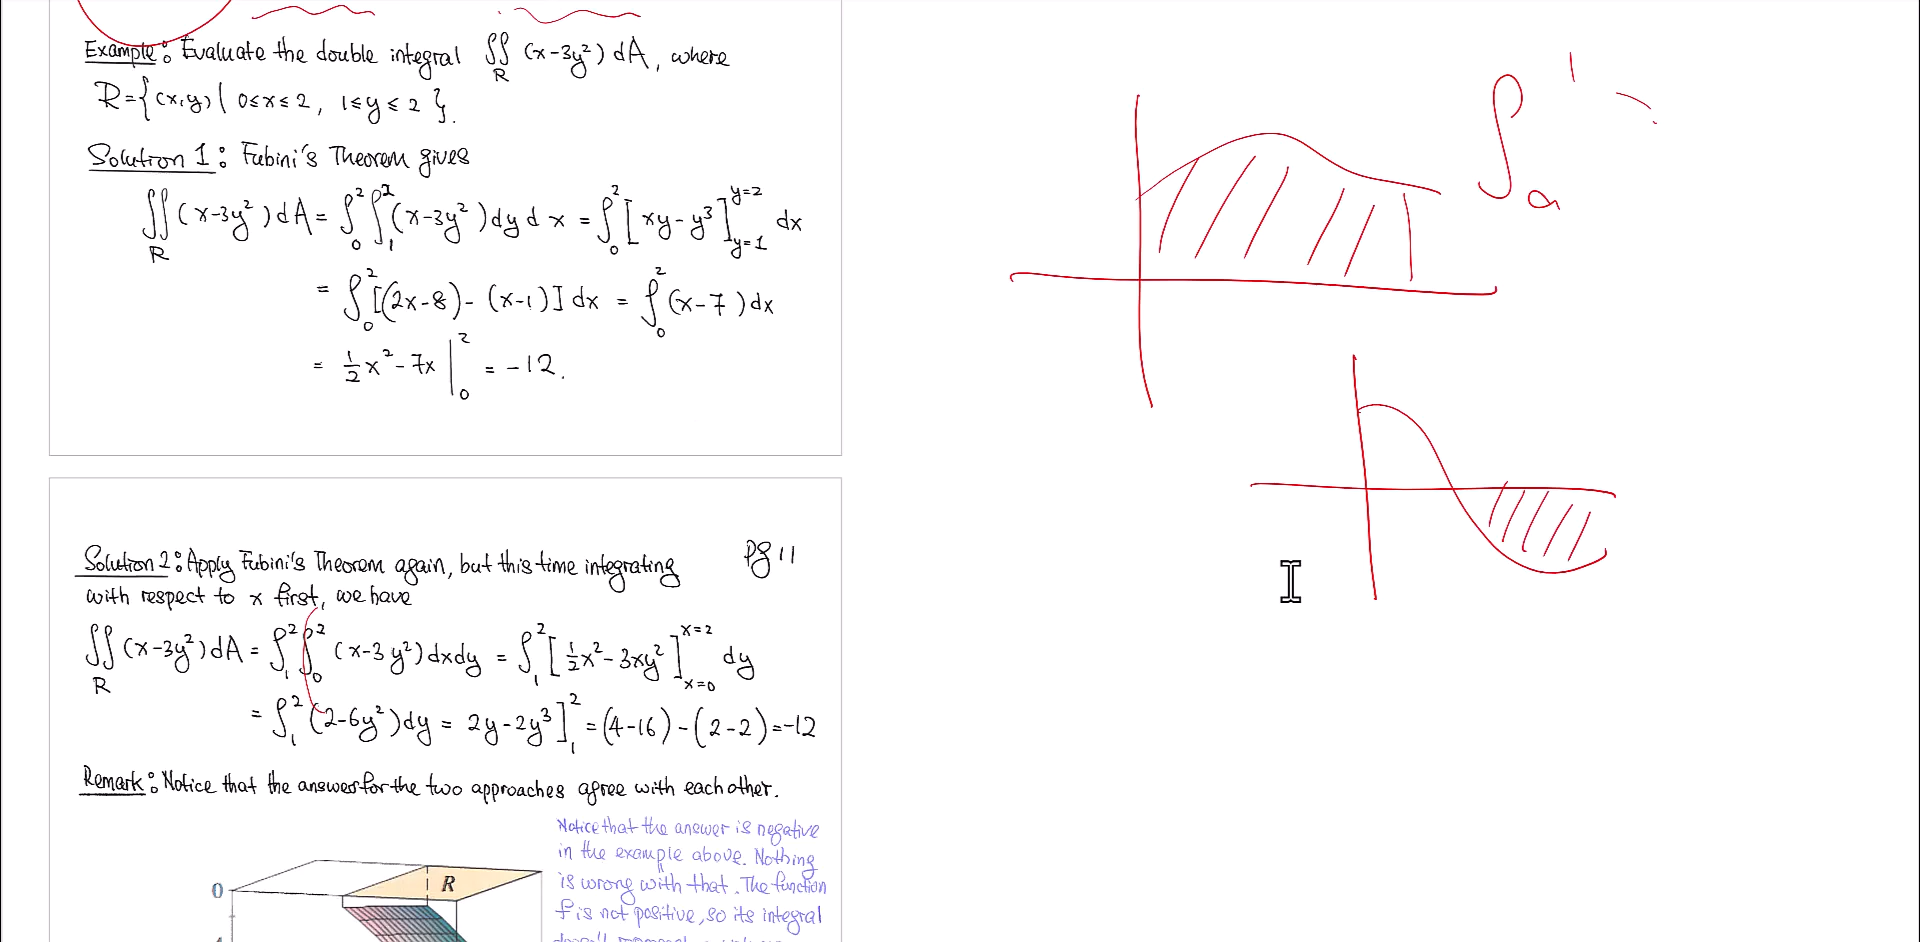 Example: Evaluate the double integral ∬_R (x-3y²) dA, where
R={(x,y) | 0≤x≤2, 1≤y≤2}.
Solution 1: Fubini's Theorem gives
∬_R (x-3y²)dA = ∫_0^2 ∫_1^2 (x-3y²) dy dx = ∫_0^2 [xy-y³]_{y=1}^{y=2} dx
= ∫_0^2 [(2x-8)-(x-1)] dx = ∫_0^2 (x-7) dx
= ½x²-7x |_0^2 = -12.
Pg 11
Solution 2: Apply Fubini's Theorem again, but this time integrating
with respect to x first, we have
∬_R (x-3y²)dA = ∫_1^2 ∫_0^2 (x-3y²) dxdy = ∫_1^2 [½x²-3xy²]_{x=0}^{x=2} dy
= ∫_1^2 (2-6y²)dy = 2y-2y³]_1^2 = (4-16)-(2-2)=-12
Remark: Notice that the answer for the two approaches agree with each other.
Notice that the answer is negative
in the example above. Nothing
is wrong with that. The function
f is not positive, so its integral
0
R
∫_a